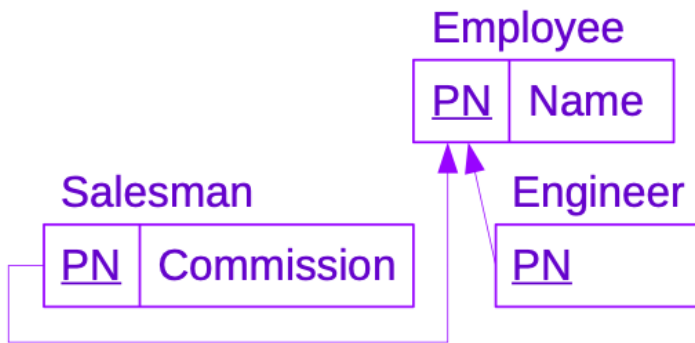 Employee
PN Name
Salesman
PN Commission
Engineer
PN